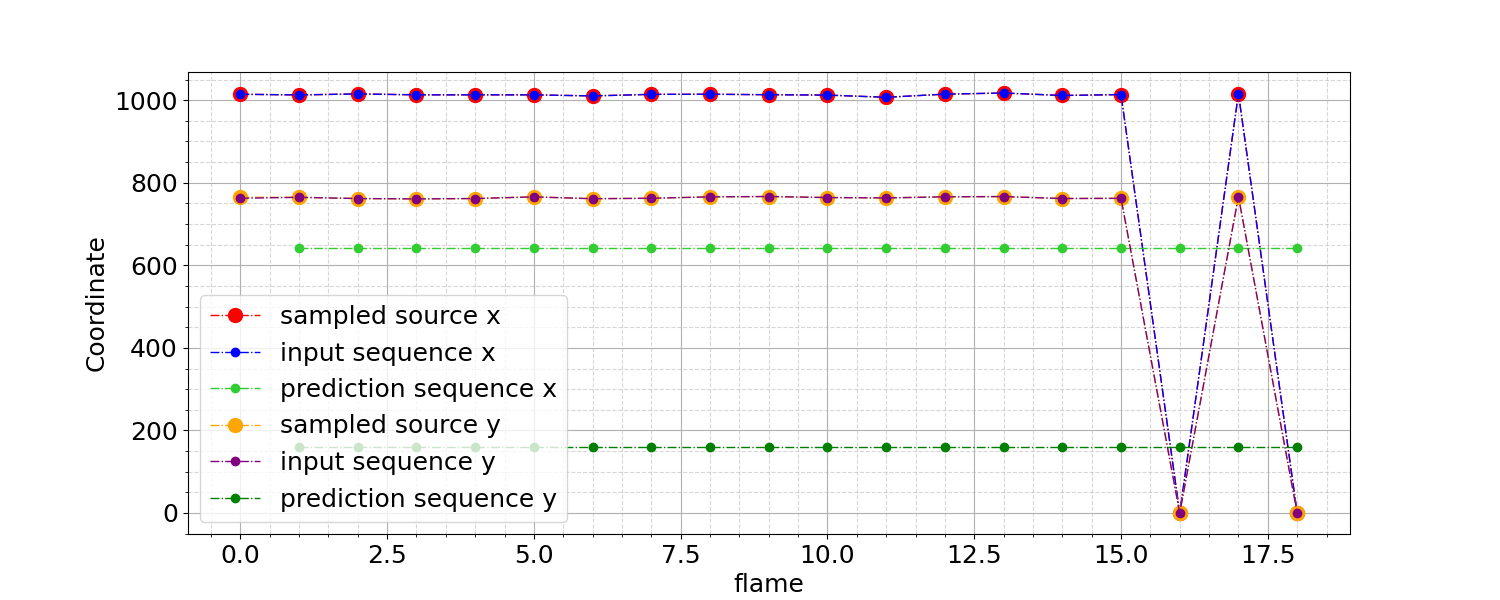 1000
800
600
400
200
0
Coordinate
sampled source x
input sequence x
prediction sequence x
sampled source y
input sequence y
prediction sequence y
0.0 2.5 5.0 7.5 10.0 12.5 15.0 17.5
flame